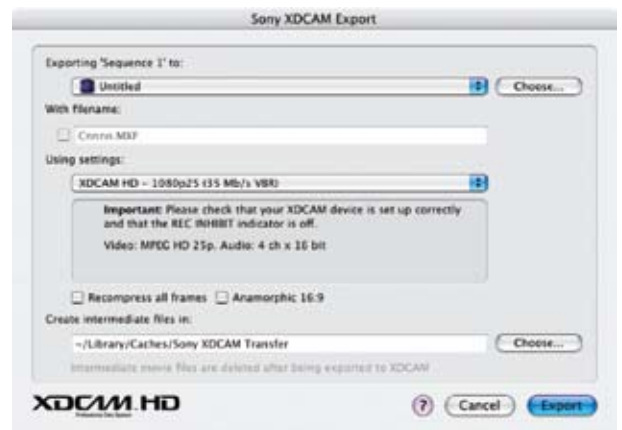 Sony XDCAM Export
Exporting 'Sequence 1' to:
Untitled
Choose...
With filename:
.MXF
Using settings:
XDCAM HD - 1080p25 (35 Mb/s VBR)
Important: Please check that your XDCAM device is set up correctly
and that the REC INHIBIT indicator is off.
Video: MPEG HD 25p. Audio: 4 ch x 16 bit
Recompress all frames
Anamorphic 16:9
Create intermediate files in:
~/Library/Caches/Sony XDCAM Transfer
Choose...
Intermediate movie files are deleted after being exported to XDCAM
XDCAM.HD
Professional Disc System
?
Cancel
Export